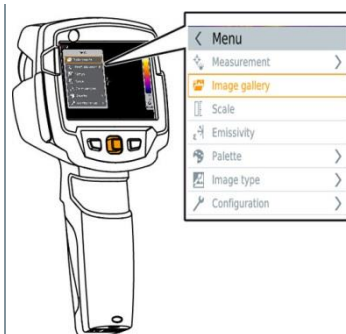 Menu
Measurement
Image gallery
Scale
Emissivity
Palette
Image type
Configuration